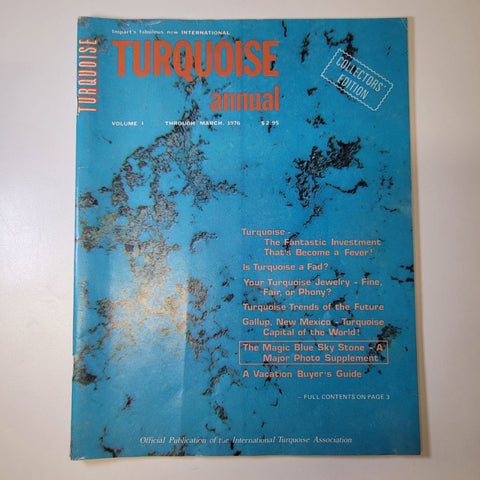 Impart's fabulous new INTERNATIONAL
TURQUOISE
TURQUOISE
annual
COLLECTORS'
EDITION
VOLUME I THROUGH MARCH, 1976 $2.95
Turquoise -
The Fantastic Investment
That's Become a Fever!
Is Turquoise a Fad?
Your Turquoise Jewelry - Fine,
Fair, or Phony?
Turquoise Trends of the Future
Gallup, New Mexico - Turquoise
Capital of the World!
The Magic Blue Sky Stone - A
Major Photo Supplement
A Vacation Buyer's Guide
- FULL CONTENTS ON PAGE 3
Official Publication of the International Turquoise Association